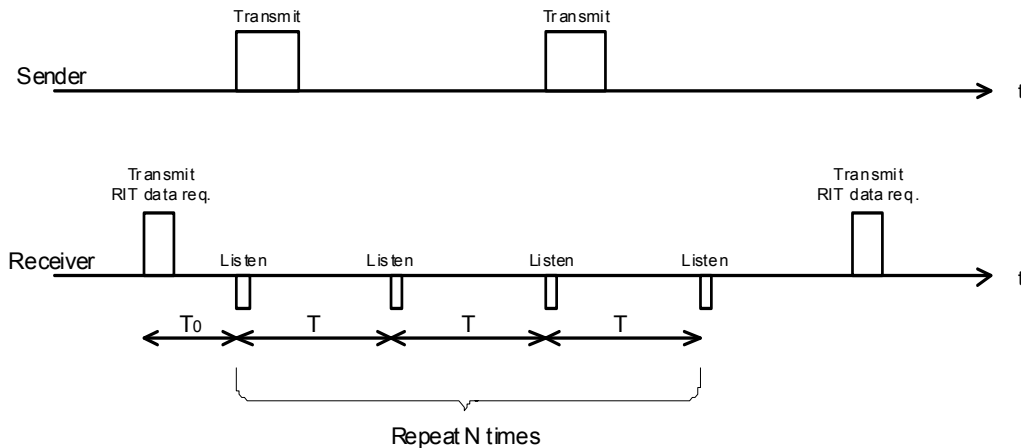 Transmit
Transmit
Sender
t
Transmit
RIT data req.
Transmit
RIT data req.
Receiver
Listen
Listen
Listen
Listen
t
T0
T
T
T
Repeat N times